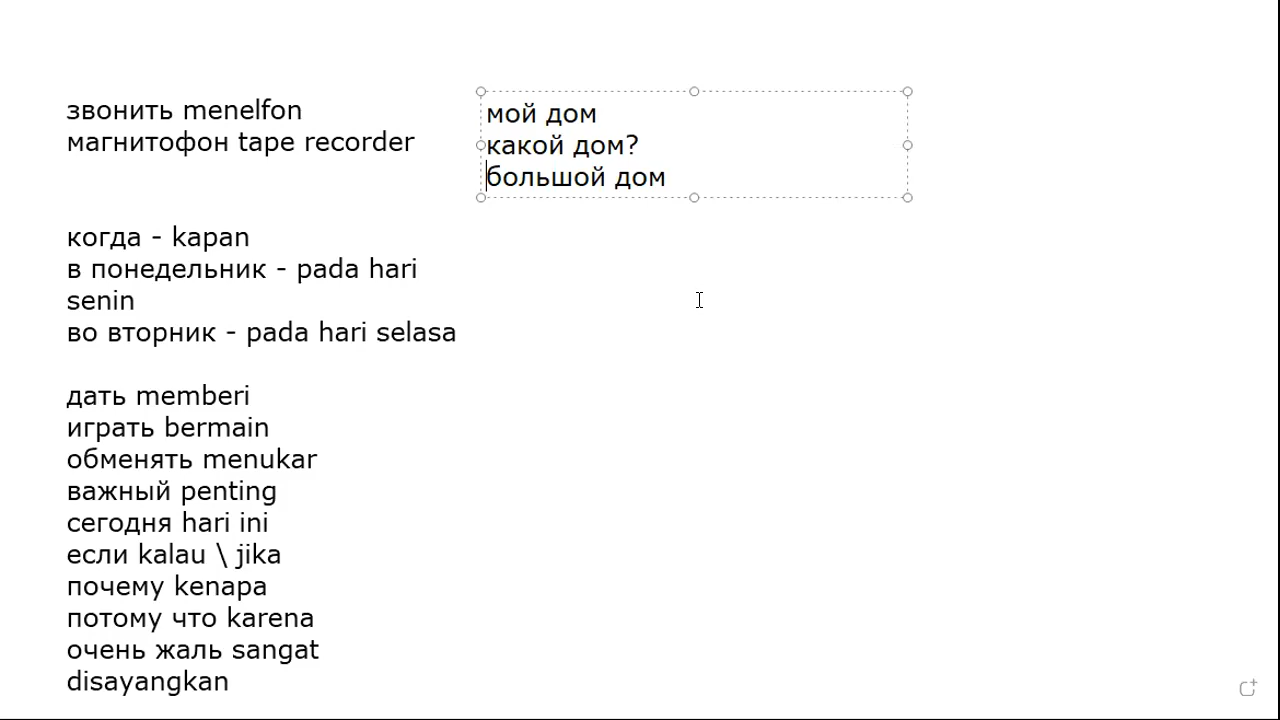 звонить menelfon
магнитофон tape recorder
когда - kapan
в понедельник - pada hari
senin
во вторник - pada hari selasa
дать memberi
играть bermain
обменять menukar
важный penting
сегодня hari ini
если kalau \ jika
почему kenapa
потому что karena
очень жаль sangat
disayangkan
мой дом
какой дом?
большой дом